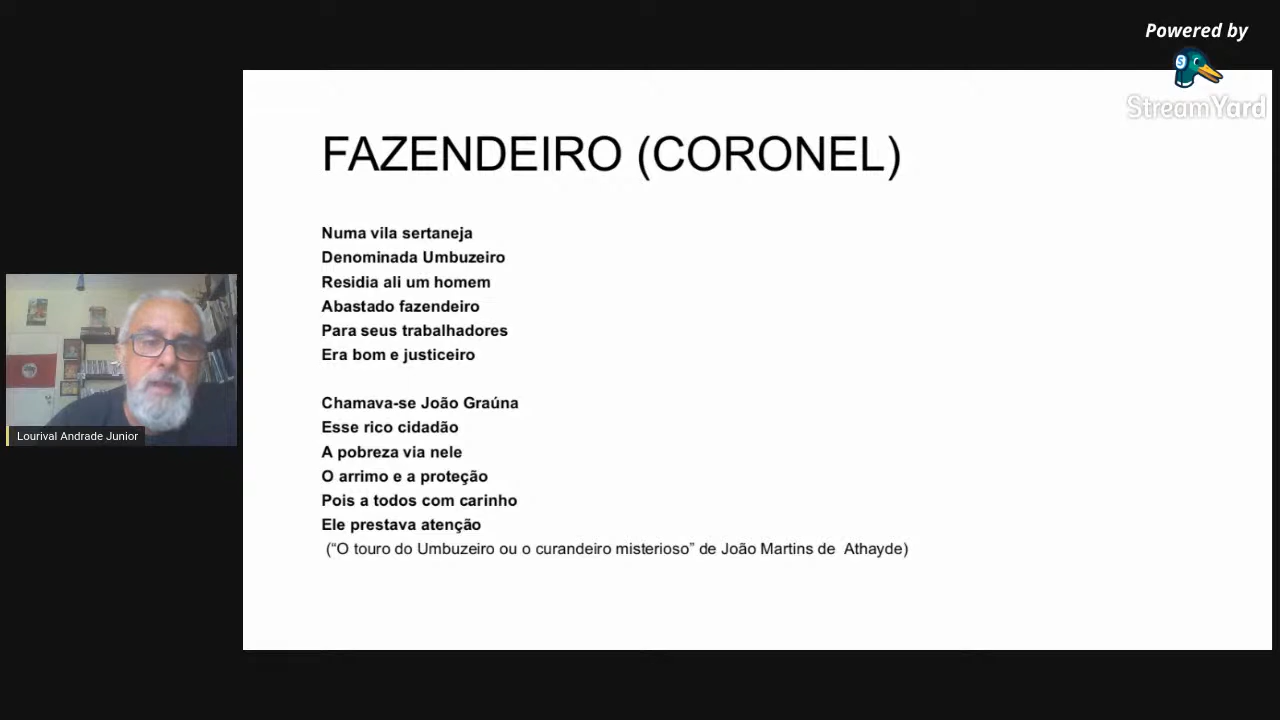 Powered by
StreamYard
FAZENDEIRO (CORONEL)
Numa vila sertaneja
Denominada Umbuzeiro
Residia ali um homem
Abastado fazendeiro
Para seus trabalhadores
Era bom e justiceiro
Chamava-se João Graúna
Esse rico cidadão
A pobreza via nele
O arrimo e a proteção
Pois a todos com carinho
Ele prestava atenção
(“O touro do Umbuzeiro ou o curandeiro misterioso” de João Martins de Athayde)
Lourival Andrade Junior